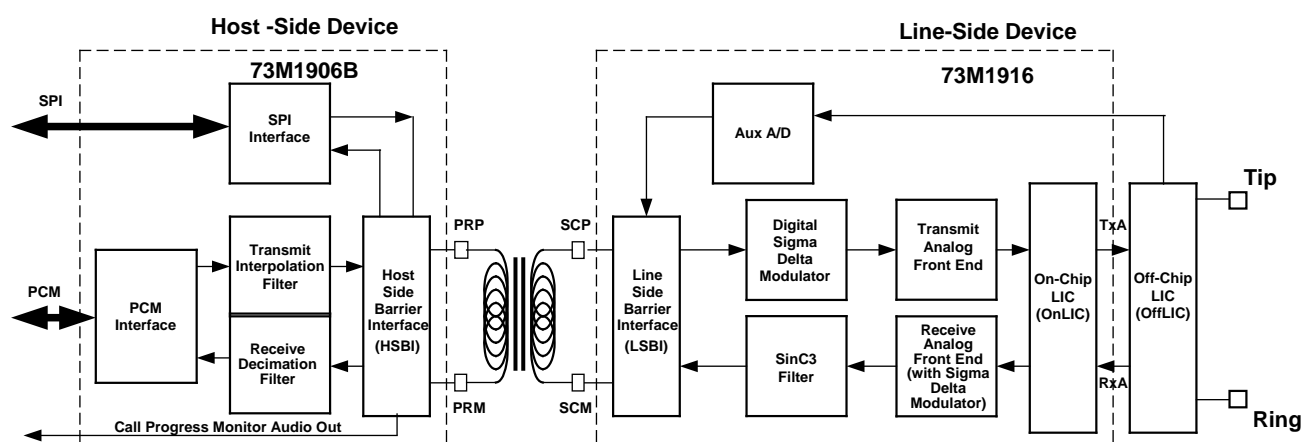 Host -Side Device
Line-Side Device
73M1906B
73M1916
SPI
SPI
Interface
Aux A/D
Tip
PRP
SCP
TxA
Transmit
Interpolation
Filter
Host
Side
Barrier
Interface
(HSBI)
Line
Side
Barrier
Interface
(LSBI)
Digital
Sigma
Delta
Modulator
Transmit
Analog
Front End
On-Chip
LIC
(OnLIC)
Off-Chip
LIC
(OffLIC)
PCM
PCM
Interface
Receive
Decimation
Filter
SinC3
Filter
Receive
Analog
Front End
(with Sigma
Delta
Modulator)
RxA
PRM
SCM
Ring
Call Progress Monitor Audio Out